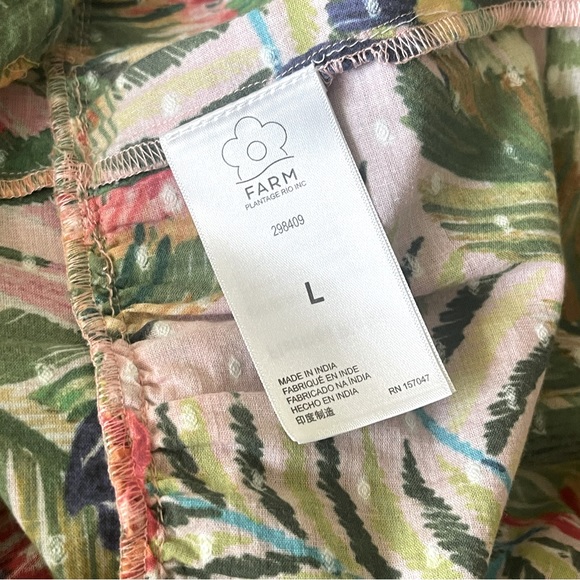 FARM
PLANTAGE RIO INC
298409
L
MADE IN INDIA
FABRIQUÉ EN INDE
FABRICADO NA ÍNDIA
HECHO EN INDIA
印度制造
RN 157047